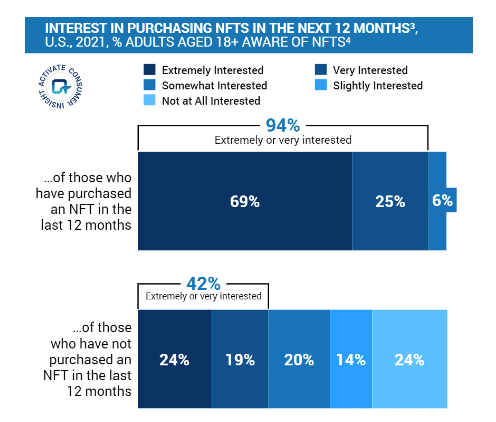 INTEREST IN PURCHASING NFTS IN THE NEXT 12 MONTHS³,
U.S., 2021, % ADULTS AGED 18+ AWARE OF NFTS⁴
ACTIVATE CONSUMER INSIGHT
Extremely Interested
Very Interested
Somewhat Interested
Slightly Interested
Not at All Interested
94%
Extremely or very interested
...of those who
have purchased
an NFT in the
last 12 months
69%
25%
6%
42%
Extremely or very interested
...of those
who have not
purchased an
NFT in the last
12 months
24%
19%
20%
14%
24%